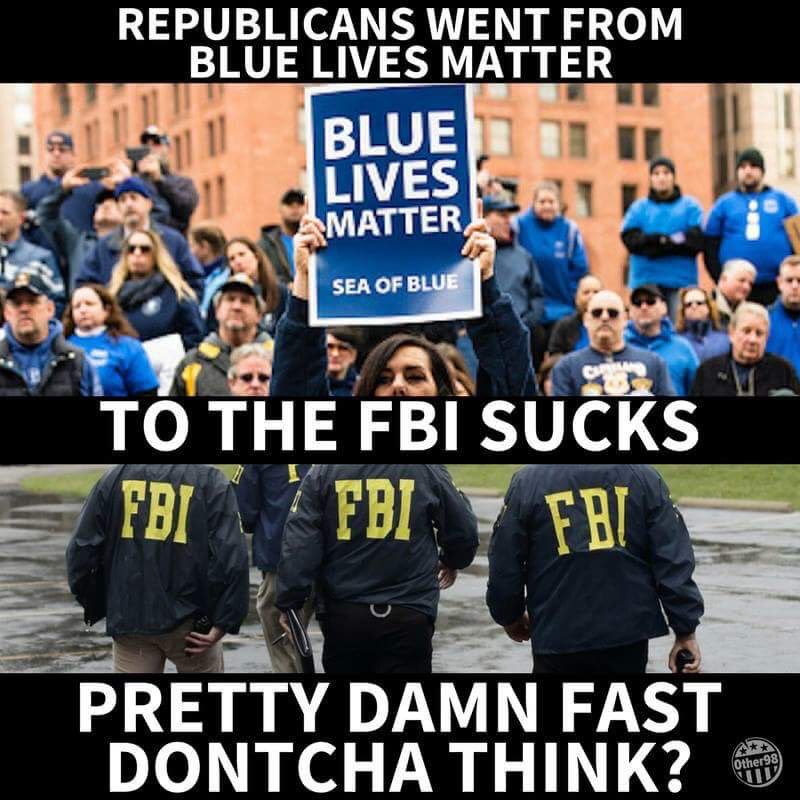 REPUBLICANS WENT FROM
BLUE LIVES MATTER
BLUE
LIVES
MATTER
SEA OF BLUE
TO THE FBI SUCKS
FBI
FBI
FBI
PRETTY DAMN FAST
DONTCHA THINK?
Other98